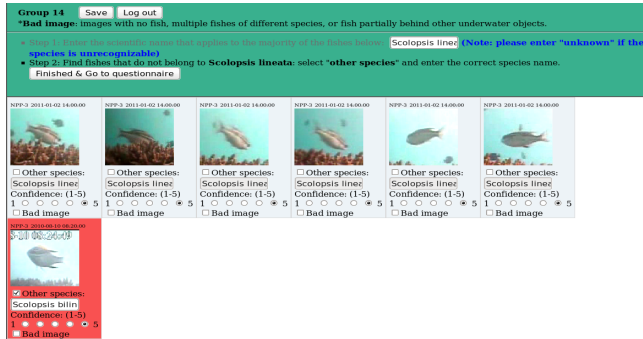 Group 14 Save Log out
*Bad image: images with no fish, multiple fishes of different species, or fish partially behind other underwater objects.
Step 1: Enter the scientific name that applies to the majority of the fishes below: Scolopsis lineat (Note: please enter "unknown" if the
species is unrecognizable)
Step 2: Find fishes that do not belong to Scolopsis lineata: select "other species" and enter the correct species name.
Finished & Go to questionnaire
NPP-3 2011-01-02 14:00:00 NPP-3 2011-01-02 14:00:00 NPP-3 2011-01-02 14:00:00 NPP-3 2011-01-02 14:00:00 NPP-3 2011-01-02 14:00:00 NPP-3 2011-01-02 14:00:00
Other species: Other species: Other species: Other species: Other species: Other species:
Scolopsis lineat Scolopsis lineat Scolopsis lineat Scolopsis lineat Scolopsis lineat Scolopsis lineat
Confidence: (1-5) Confidence: (1-5) Confidence: (1-5) Confidence: (1-5) Confidence: (1-5) Confidence: (1-5)
1 5 1 5 1 5 1 5 1 5 1 5
Bad image Bad image Bad image Bad image Bad image Bad image
NPP-3 2010-08-10 08:20:00
Other species:
Scolopsis bilin
Confidence: (1-5)
1 5
Bad image